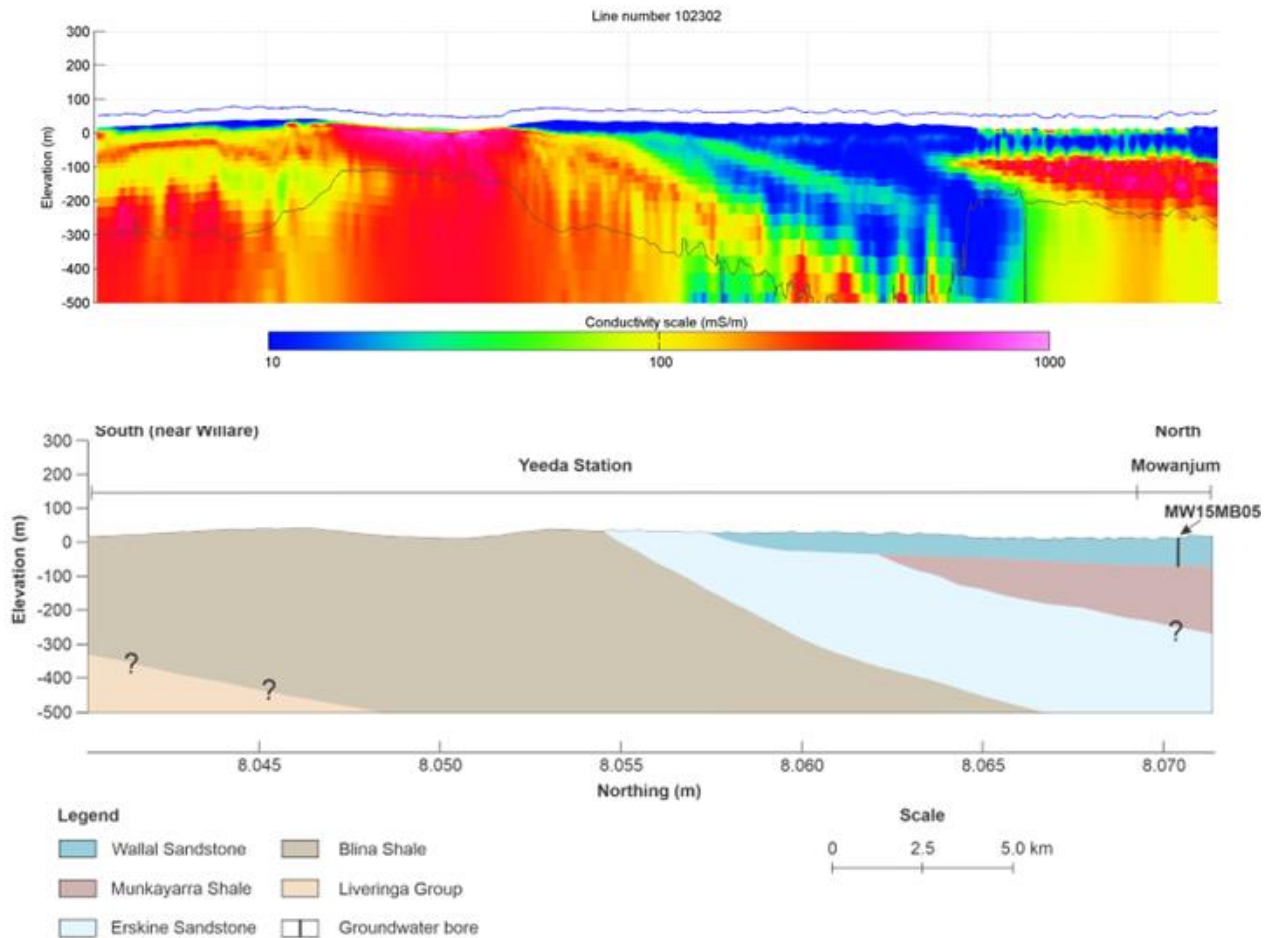 Line number 102302
300
200
100
0
-100
-200
-300
-400
-500
Elevation (m)
Conductivity scale (mS/m)
10
100
1000
South (near Willare)
North
Yeeda Station
Mowanjum
MW15MB05
300
200
100
0
-100
-200
-300
-400
-500
Elevation (m)
?
?
?
8.045
8.050
8.055
8.060
8.065
8.070
Northing (m)
Legend
Wallal Sandstone
Blina Shale
Munkayarra Shale
Liveringa Group
Erskine Sandstone
Groundwater bore
Scale
0
2.5
5.0 km